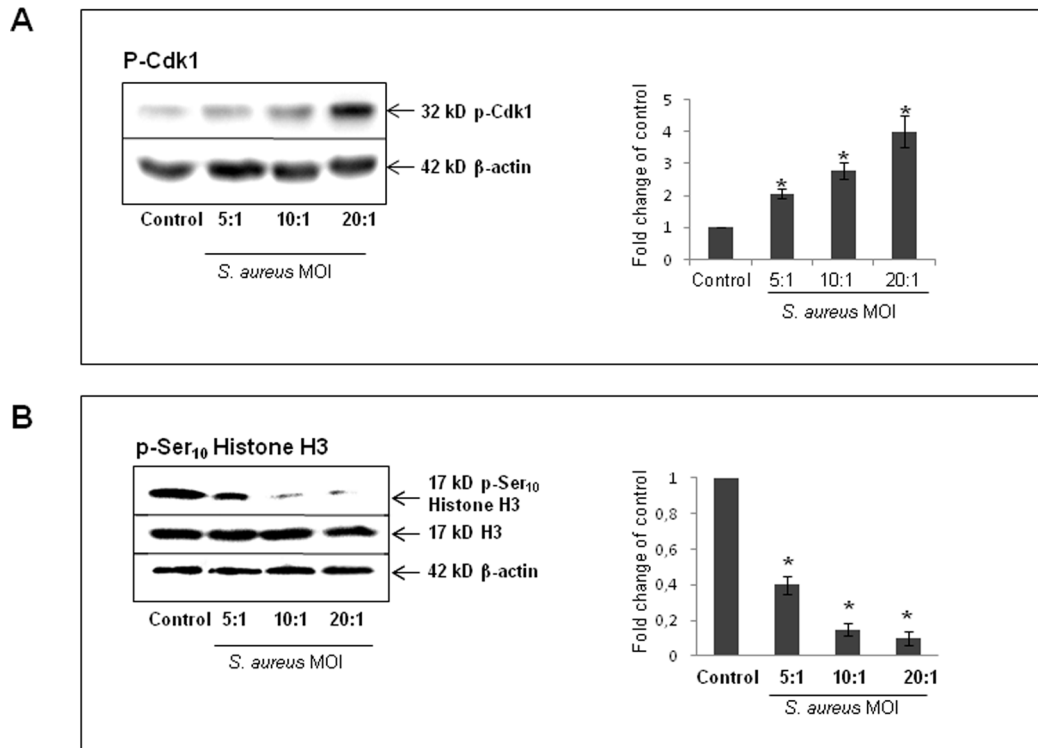 A
P-Cdk1
32 kD p-Cdk1
42 kD β-actin
Control 5:1 10:1 20:1
S. aureus MOI
Fold change of control
5
4
3
2
1
0
* * *
Control 5:1 10:1 20:1
S. aureus MOI
B
p-Ser10 Histone H3
17 kD p-Ser10
Histone H3
17 kD H3
42 kD β-actin
Control 5:1 10:1 20:1
S. aureus MOI
Fold change of control
1
0,8
0,6
0,4
0,2
0
* * *
Control 5:1 10:1 20:1
S. aureus MOI